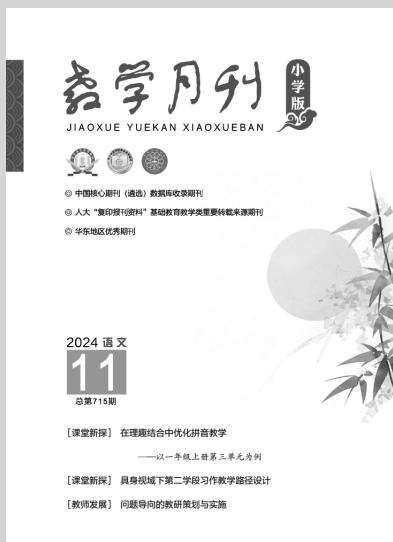 教学月刊
小学版
JIAOXUE YUEKAN XIAOXUEBAN
◎ 中国核心期刊（遴选）数据库收录期刊
◎ 人大“复印报刊资料”基础教育教学类重要转载来源期刊
◎ 华东地区优秀期刊
2024 语文
11
总第715期
［课堂新探］ 在理趣结合中优化拼音教学
——以一年级上册第三单元为例
［课堂新探］ 具身视域下第二学段习作教学路径设计
［教师发展］ 问题导向的教研策划与实施